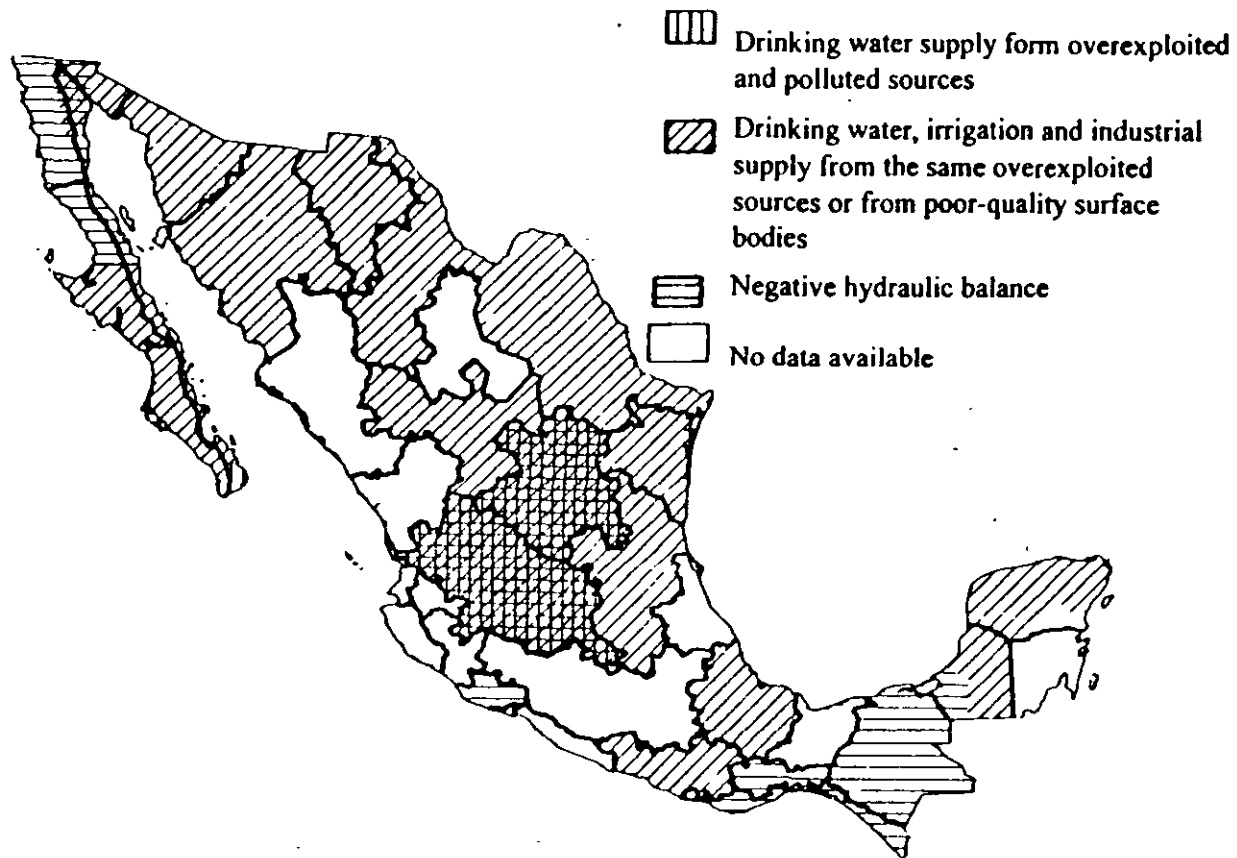 Drinking water supply form overexploited
and polluted sources
Drinking water, irrigation and industrial
supply from the same overexploited
sources or from poor-quality surface
bodies
Negative hydraulic balance
No data available